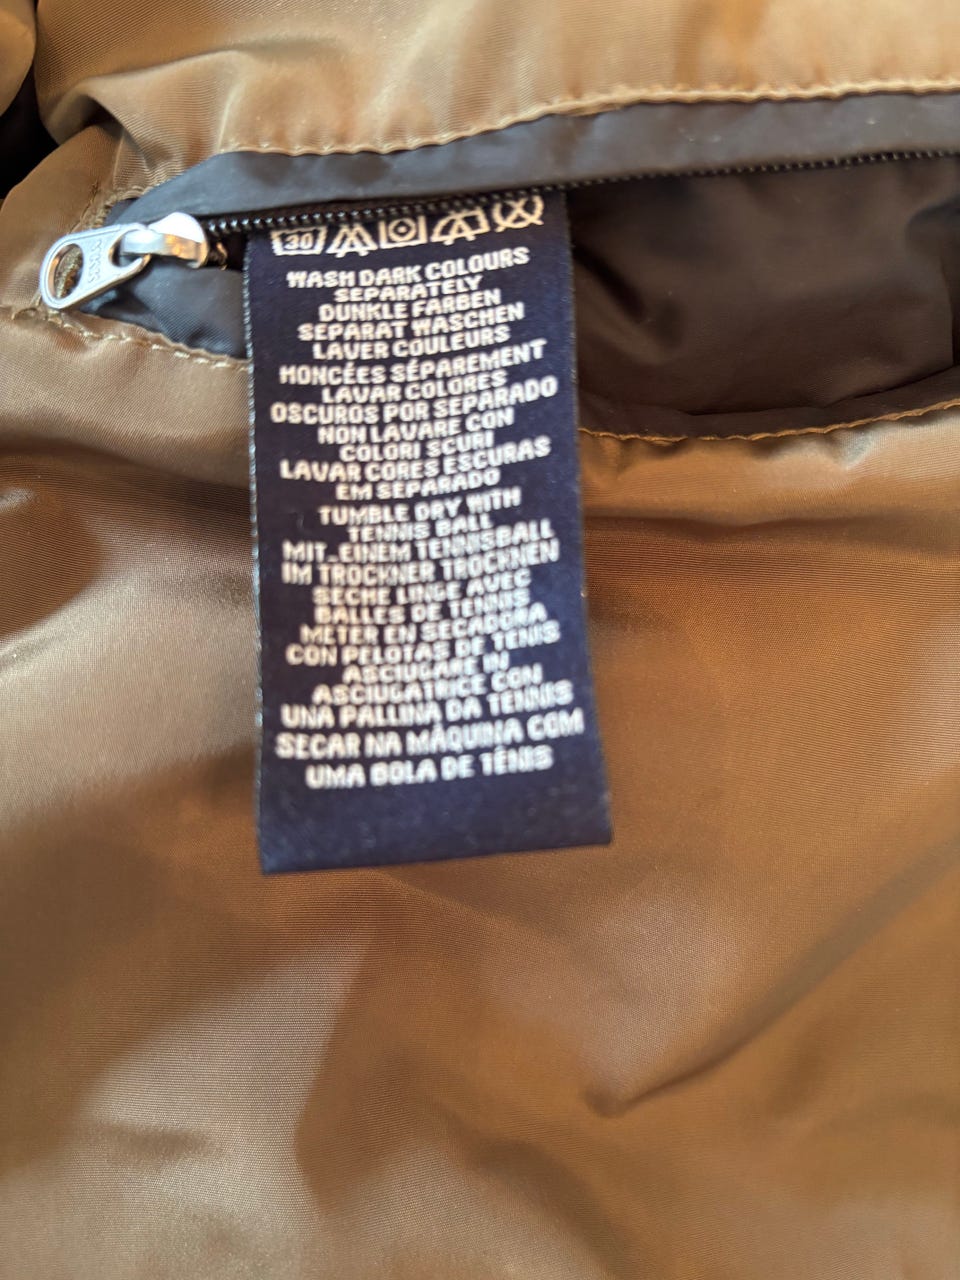 30
WASH DARK COLOURS
SEPARATELY
DUNKLE FARBEN
SEPARAT WASCHEN
LAVER COULEURS
HONCÉES SÉPAREMENT
LAVAR COLORES
OSCUROS POR SEPARADO
NON LAVARE CON
COLORI SCURI
LAVAR CORES ESCURAS
EM SEPARADO
TUMBLE DRY WITH
TENNIS BALL
MIT EINEM TENNISBALL
IM TROCKNER TROCKNEN
SECHE LINGE AVEC
BALLES DE TENNIS
METER EN SECADORA
CON PELOTAS DE TENIS
ASCIUGARE IN
ASCIUGATRICE CON
UNA PALLINA DA TENNIS
SECAR NA MÁQUINA COM
UMA BOLA DE TÉNIS